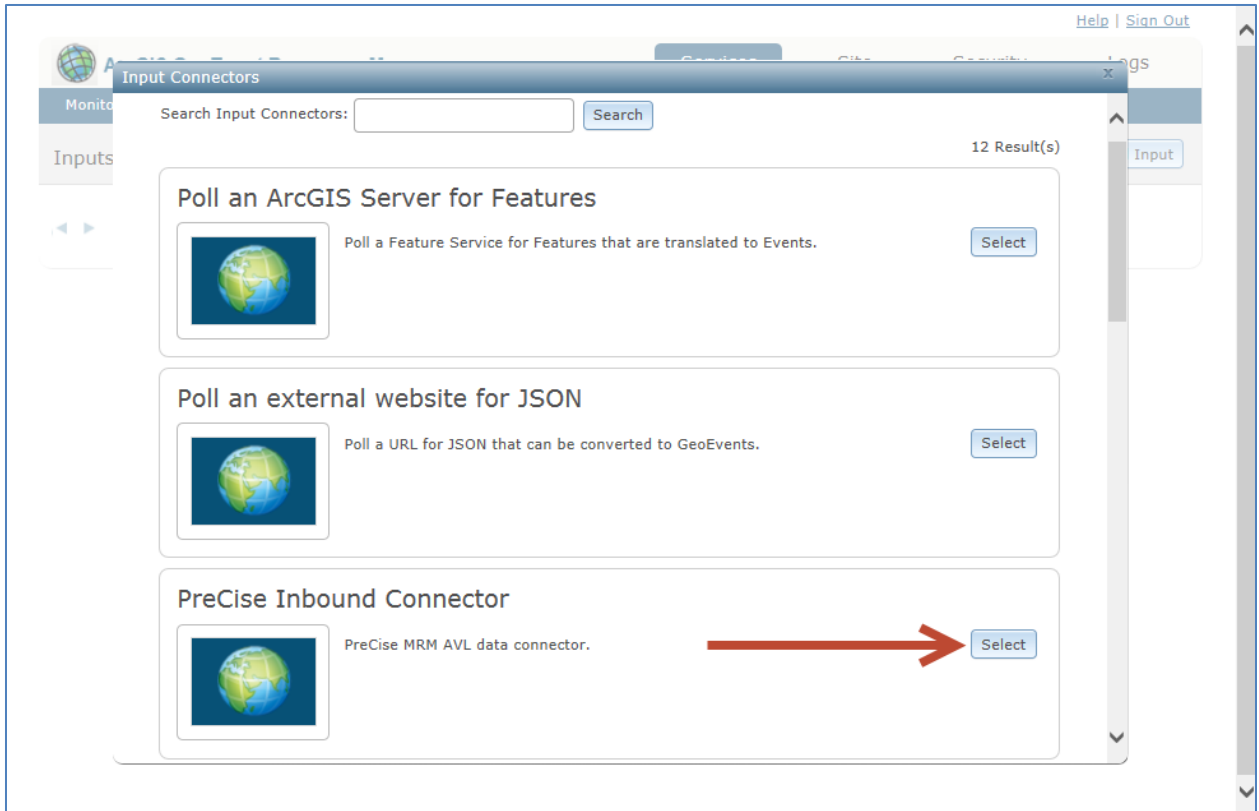 Help | Sign Out
Services Site Security Logs
Input Connectors x
Monito
Search Input Connectors: Search
12 Result(s)
Inputs
Input
Poll an ArcGIS Server for Features
Poll a Feature Service for Features that are translated to Events.
Select
Poll an external website for JSON
Poll a URL for JSON that can be converted to GeoEvents.
Select
PreCise Inbound Connector
PreCise MRM AVL data connector.
Select